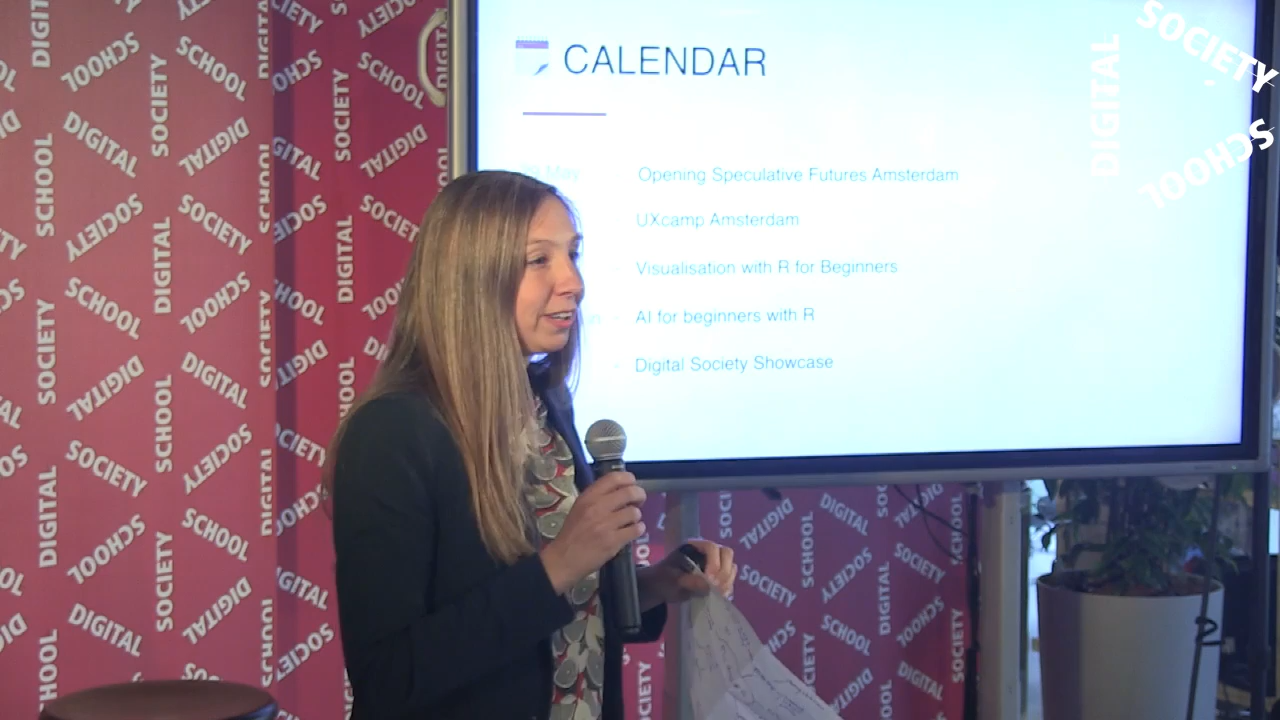 CALENDAR
May
Opening Speculative Futures Amsterdam
UXcamp Amsterdam
Visualisation with R for Beginners
AI for beginners with R
Digital Society Showcase
DIGITAL
SOCIETY
SCHOOL